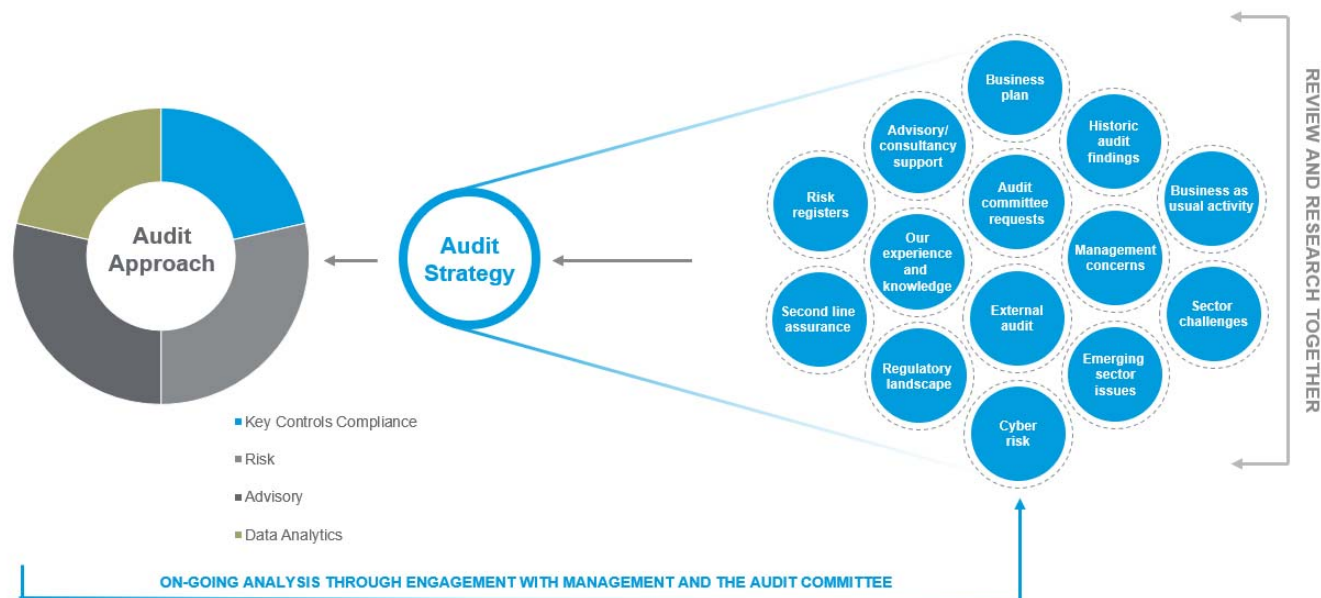 Audit
Approach
Key Controls Compliance
Risk
Advisory
Data Analytics
Audit
Strategy
Business
plan
Advisory/
consultancy
support
Historic
audit
findings
Risk
registers
Audit
committee
requests
Business as
usual activity
Our
experience
and
knowledge
Management
concerns
Second line
assurance
External
audit
Sector
challenges
Regulatory
landscape
Emerging
sector
issues
Cyber
risk
REVIEW AND RESEARCH TOGETHER
ON-GOING ANALYSIS THROUGH ENGAGEMENT WITH MANAGEMENT AND THE AUDIT COMMITTEE